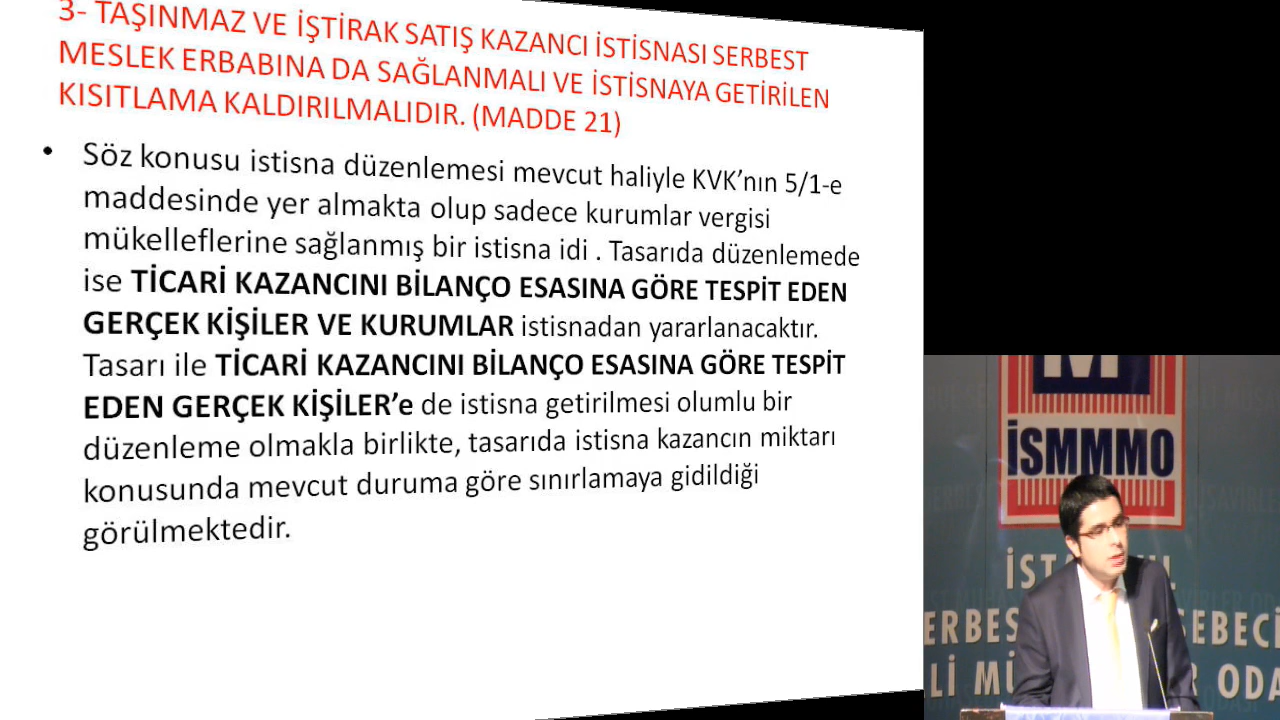 3- TAŞINMAZ VE İŞTİRAK SATIŞ KAZANCI İSTİSNASI SERBEST
MESLEK ERBABINA DA SAĞLANMALI VE İSTİSNAYA GETİRİLEN
KISITLAMA KALDIRILMALIDIR. (MADDE 21)
• Söz konusu istisna düzenlemesi mevcut haliyle KVK’nın 5/1-e
maddesinde yer almakta olup sadece kurumlar vergisi
mükelleflerine sağlanmış bir istisna idi . Tasarıda düzenlemede
ise TİCARİ KAZANCINI BİLANÇO ESASINA GÖRE TESPİT EDEN
GERÇEK KİŞİLER VE KURUMLAR istisnadan yararlanacaktır.
Tasarı ile TİCARİ KAZANCINI BİLANÇO ESASINA GÖRE TESPİT
EDEN GERÇEK KİŞİLER’e de istisna getirilmesi olumlu bir
düzenleme olmakla birlikte, tasarıda istisna kazancın miktarı
konusunda mevcut duruma göre sınırlamaya gidildiği
görülmektedir.
İSMMMO